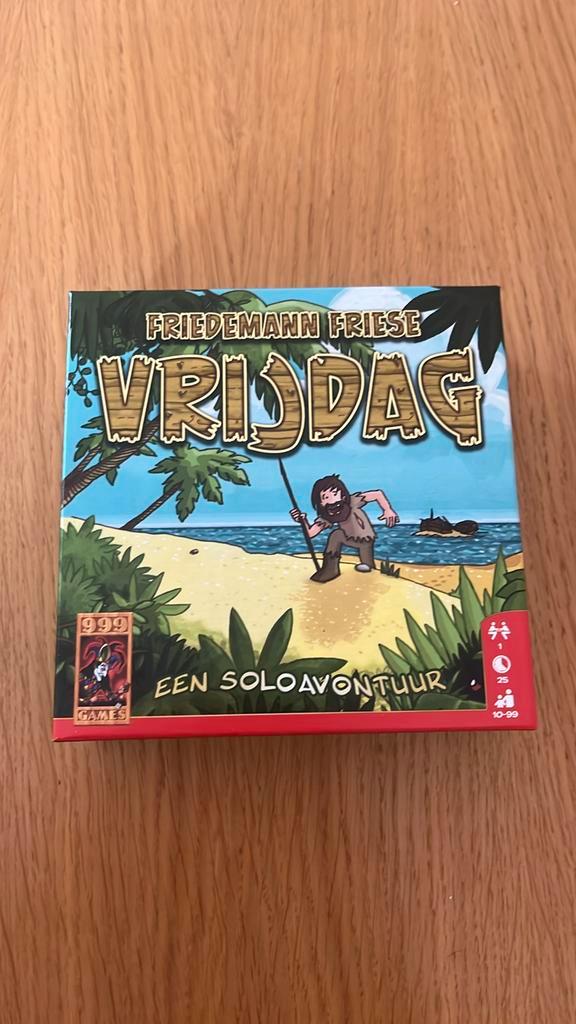 FRIEDEMANN FRIESE
VRIJDAG
EEN SOLOAVONTUUR
999
GAMES
1
25
10-99